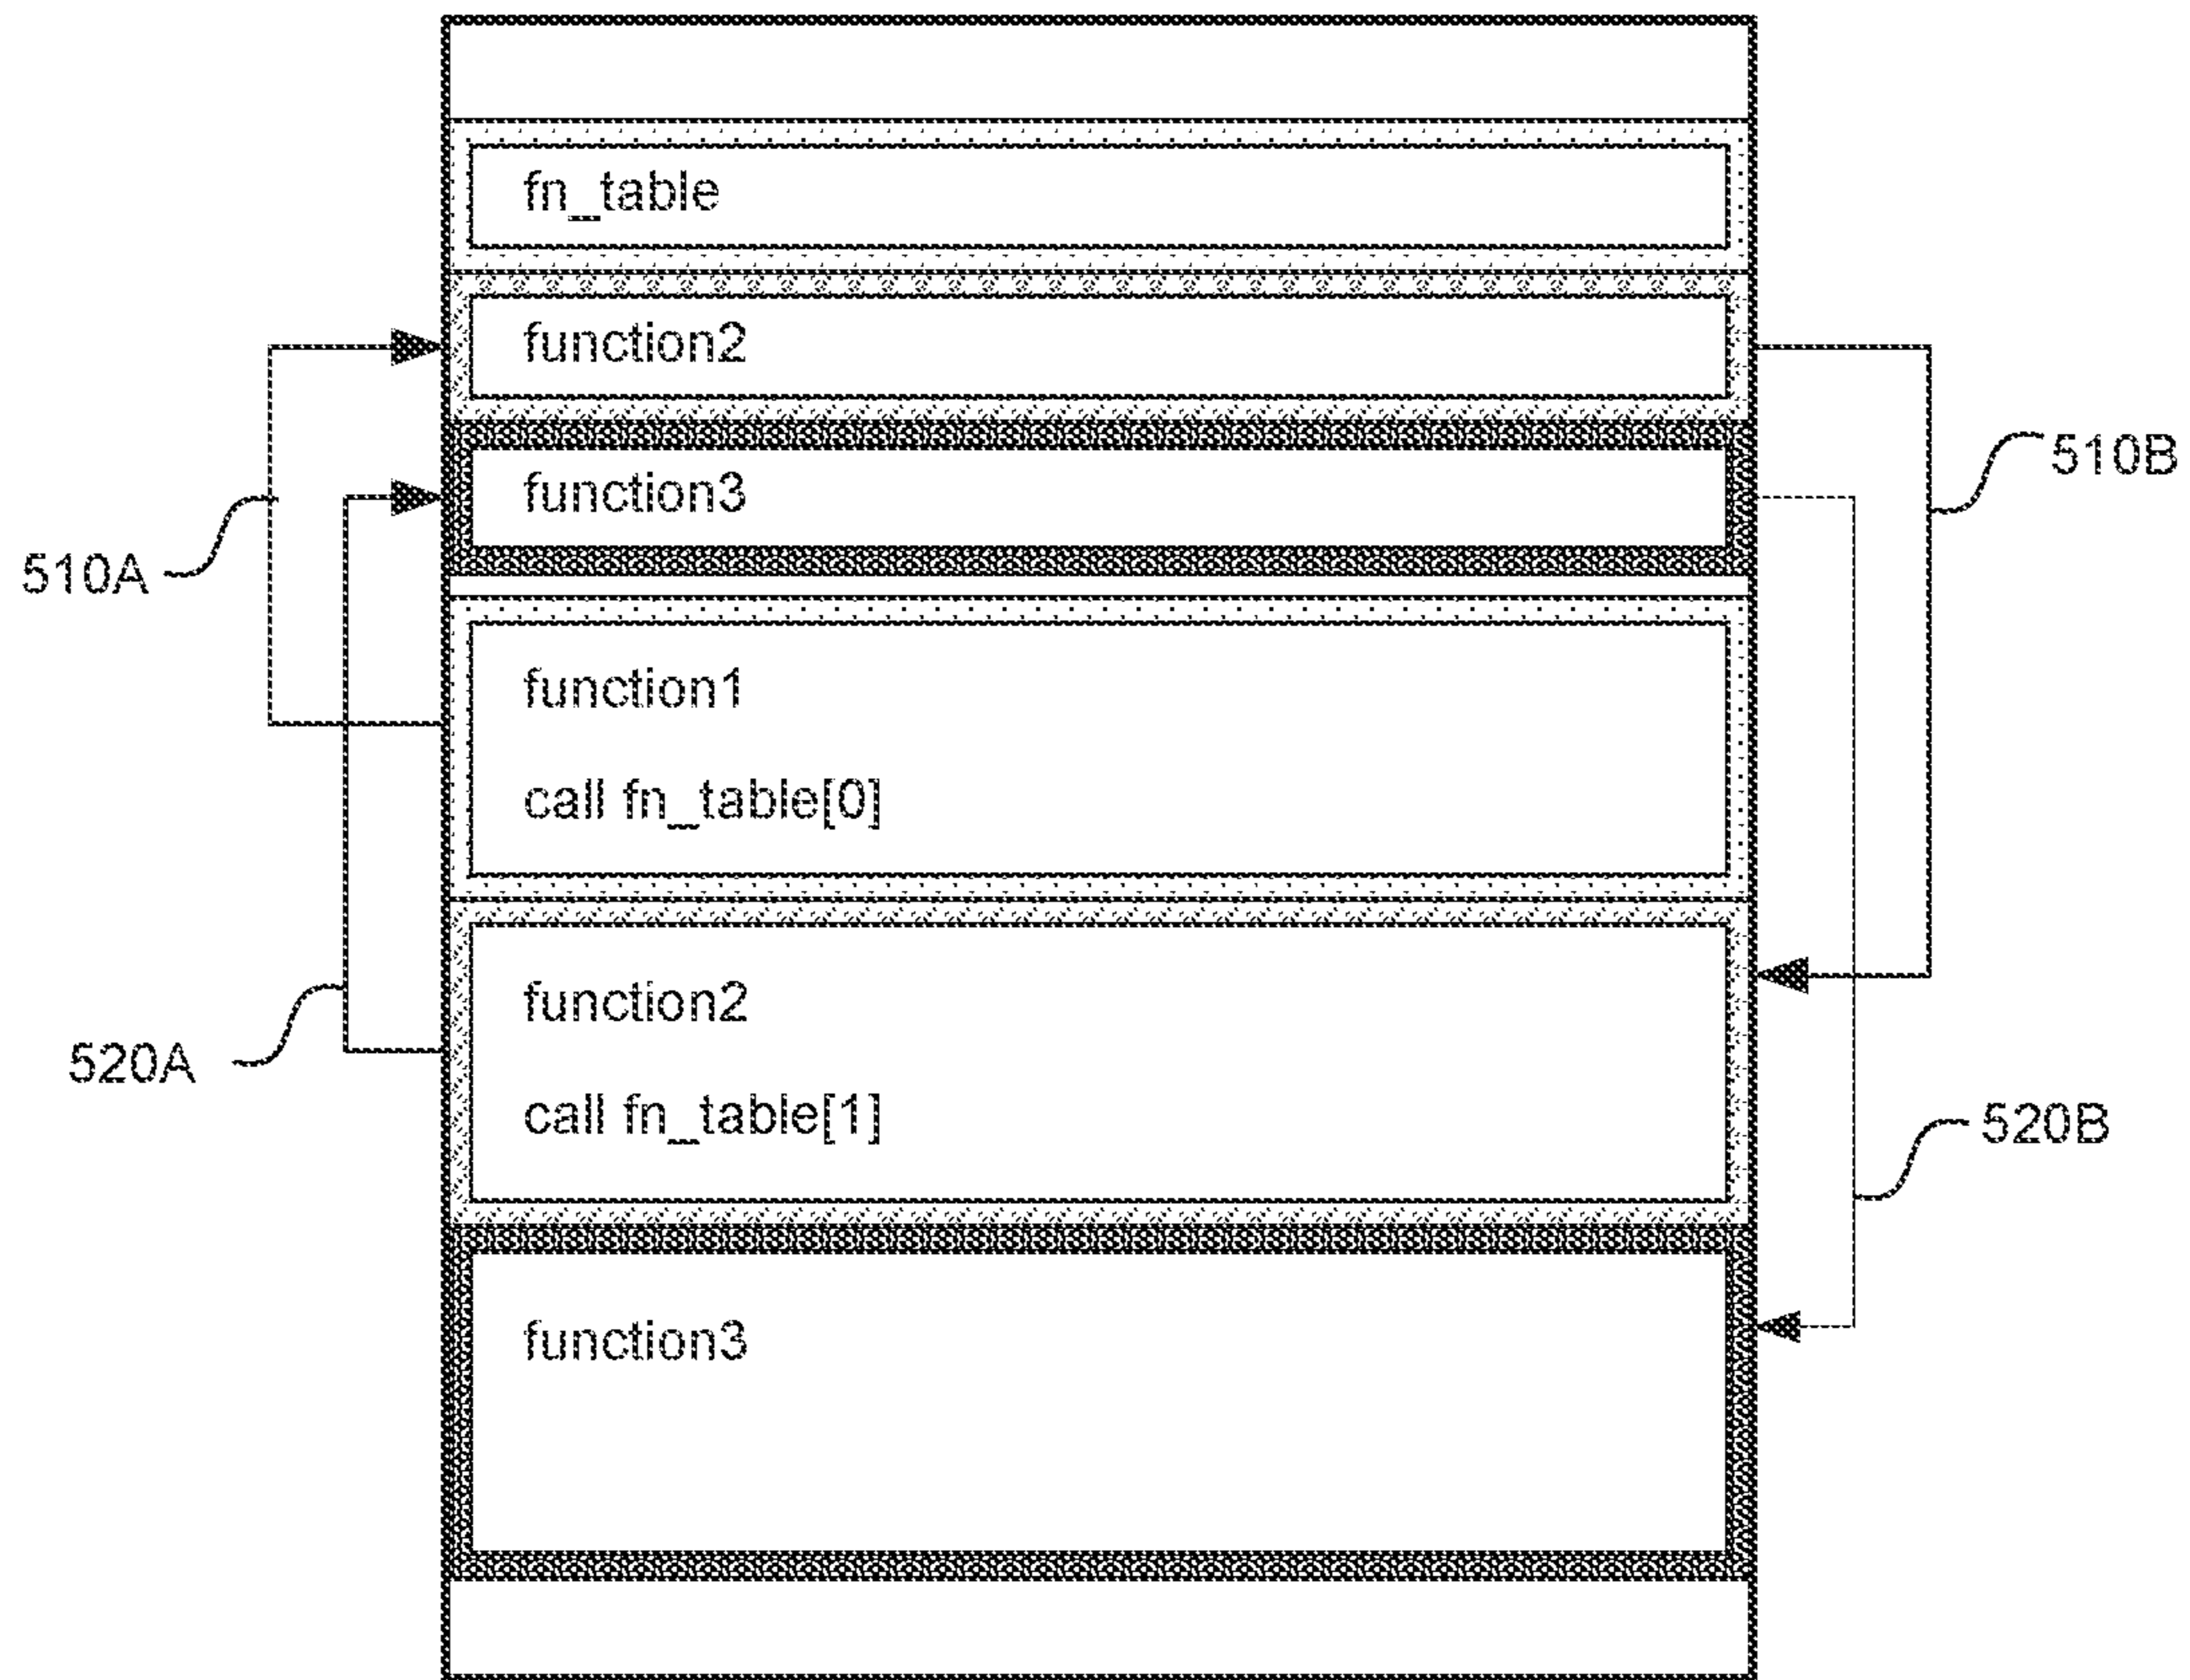 fn_table
function2
510B
function3
510A
function1
call fn_table[0]
function2
520A
call fn_table[1]
520B
function3